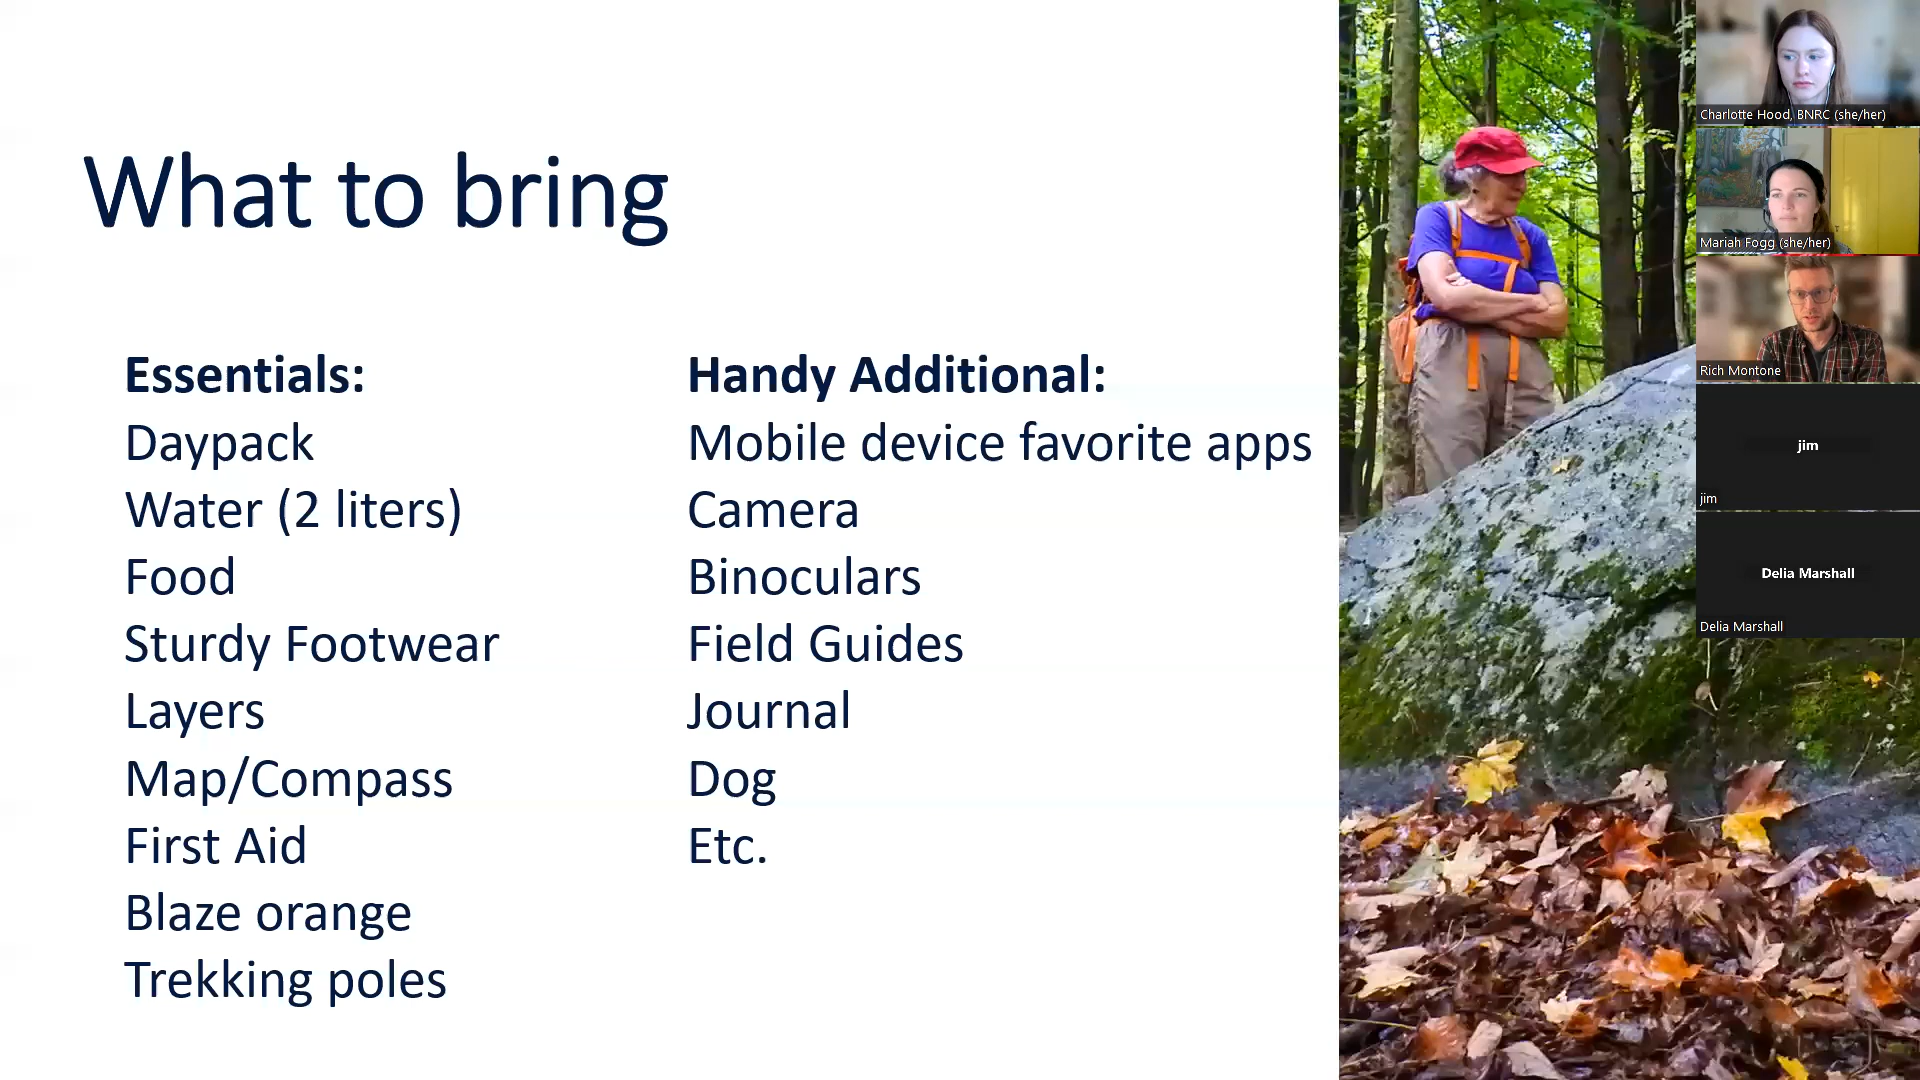 What to bring
Essentials:
Daypack
Water (2 liters)
Food
Sturdy Footwear
Layers
Map/Compass
First Aid
Blaze orange
Trekking poles
Handy Additional:
Mobile device favorite apps
Camera
Binoculars
Field Guides
Journal
Dog
Etc.
Charlotte Hood, BNRC (she/her)
Mariah Fogg (she/her)
Rich Montone
jim
jim
Delia Marshall
Delia Marshall